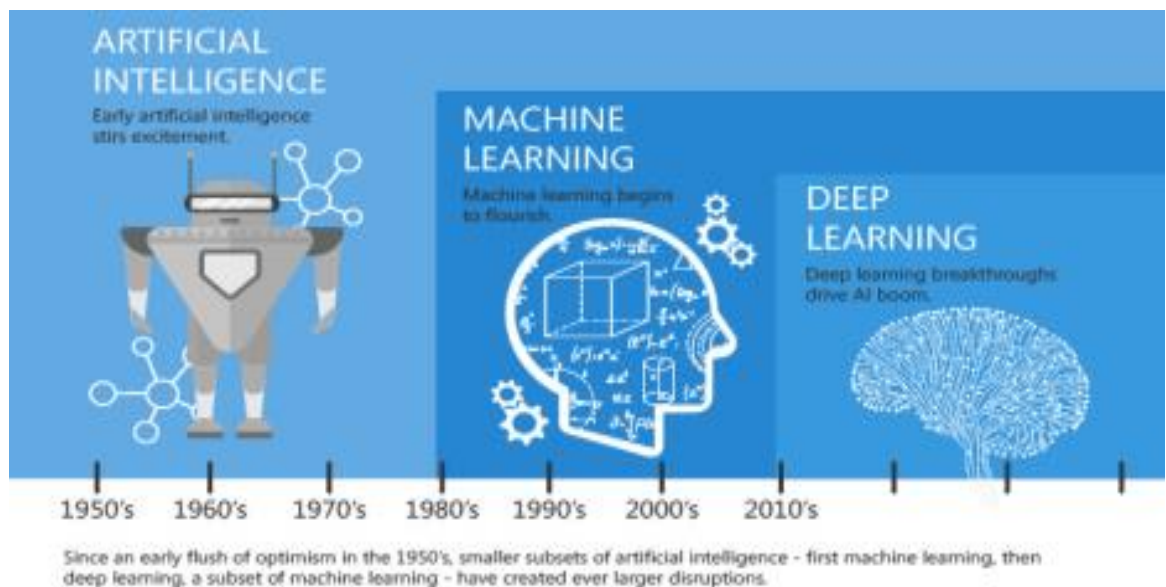 ARTIFICIAL
INTELLIGENCE
Early artificial intelligence
stirs excitement.
MACHINE
LEARNING
Machine learning begins
to flourish.
DEEP
LEARNING
Deep learning breakthroughs
drive AI boom.
1950's 1960's 1970's 1980's 1990's 2000's 2010's
Since an early flush of optimism in the 1950's, smaller subsets of artificial intelligence - first machine learning, then
deep learning, a subset of machine learning - have created ever larger disruptions.